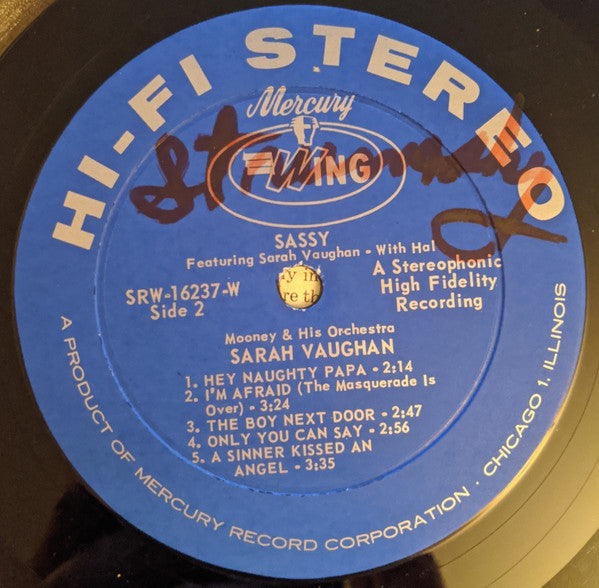 HI-FI STEREO
Mercury
WING
SASSY
Featuring Sarah Vaughan - With Hal
SRW-16237-W
Side 2
A Stereophonic
High Fidelity
Recording
Mooney & His Orchestra
SARAH VAUGHAN
1. HEY NAUGHTY PAPA - 2:14
2. I'M AFRAID (The Masquerade Is
Over) - 3:24
3. THE BOY NEXT DOOR - 2:47
4. ONLY YOU CAN SAY - 2:56
5. A SINNER KISSED AN
ANGEL - 3:35
A PRODUCT OF MERCURY RECORD CORPORATION · CHICAGO 1, ILLINOIS